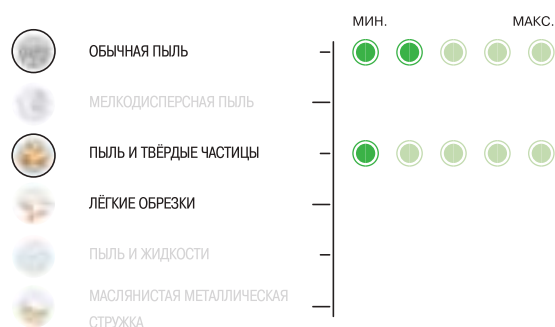 МИН. МАКС.
ОБЫЧНАЯ ПЫЛЬ
МЕЛКОДИСПЕРСНАЯ ПЫЛЬ
ПЫЛЬ И ТВЁРДЫЕ ЧАСТИЦЫ
ЛЁГКИЕ ОБРЕЗКИ
ПЫЛЬ И ЖИДКОСТИ
МАСЛЯНИСТАЯ МЕТАЛЛИЧЕСКАЯ
СТРУЖКА